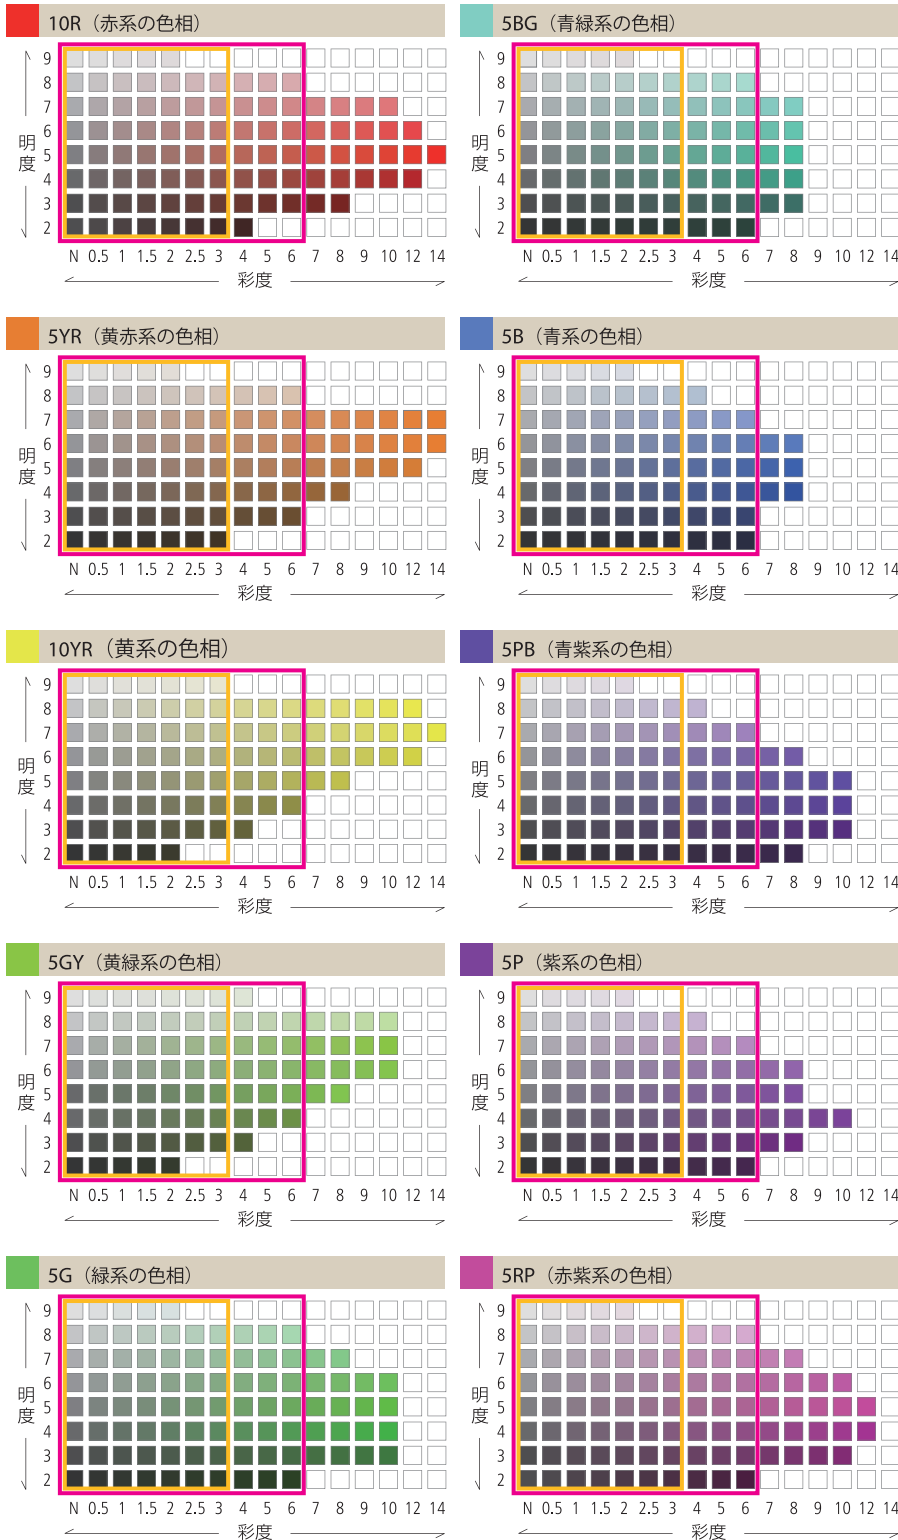 10R（赤系の色相）
明度
9
8
7
6
5
4
3
2
N 0.5 1 1.5 2 2.5 3 4 5 6 7 8 9 10 12 14
彩度
5YR（黄赤系の色相）
明度
9
8
7
6
5
4
3
2
N 0.5 1 1.5 2 2.5 3 4 5 6 7 8 9 10 12 14
彩度
10YR（黄系の色相）
明度
9
8
7
6
5
4
3
2
N 0.5 1 1.5 2 2.5 3 4 5 6 7 8 9 10 12 14
彩度
5GY（黄緑系の色相）
明度
9
8
7
6
5
4
3
2
N 0.5 1 1.5 2 2.5 3 4 5 6 7 8 9 10 12 14
彩度
5G（緑系の色相）
明度
9
8
7
6
5
4
3
2
N 0.5 1 1.5 2 2.5 3 4 5 6 7 8 9 10 12 14
彩度
5BG（青緑系の色相）
明度
9
8
7
6
5
4
3
2
N 0.5 1 1.5 2 2.5 3 4 5 6 7 8 9 10 12 14
彩度
5B（青系の色相）
明度
9
8
7
6
5
4
3
2
N 0.5 1 1.5 2 2.5 3 4 5 6 7 8 9 10 12 14
彩度
5PB（青紫系の色相）
明度
9
8
7
6
5
4
3
2
N 0.5 1 1.5 2 2.5 3 4 5 6 7 8 9 10 12 14
彩度
5P（紫系の色相）
明度
9
8
7
6
5
4
3
2
N 0.5 1 1.5 2 2.5 3 4 5 6 7 8 9 10 12 14
彩度
5RP（赤紫系の色相）
明度
9
8
7
6
5
4
3
2
N 0.5 1 1.5 2 2.5 3 4 5 6 7 8 9 10 12 14
彩度